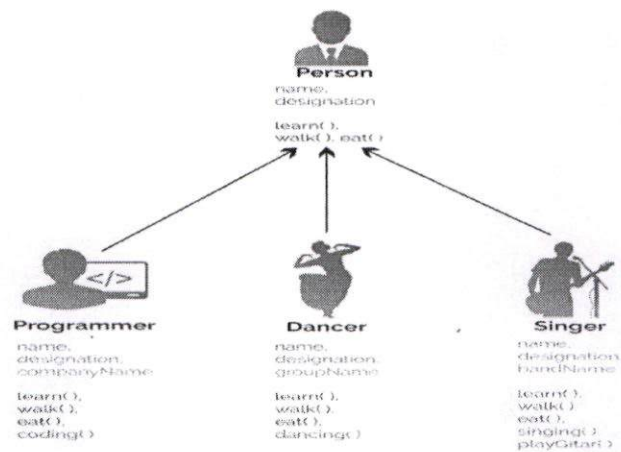 Person
name,
designation
learn( ),
walk( ), eat( )
</>
Programmer
name,
designation,
companyName
learn( ),
walk( ),
eat( ),
coding( )
Dancer
name,
designation,
groupName
learn( ),
walk( ),
eat( ),
dancing( )
Singer
name,
designation,
bandName
learn( ),
walk( )
eat( ),
singing( )
playGitar( )